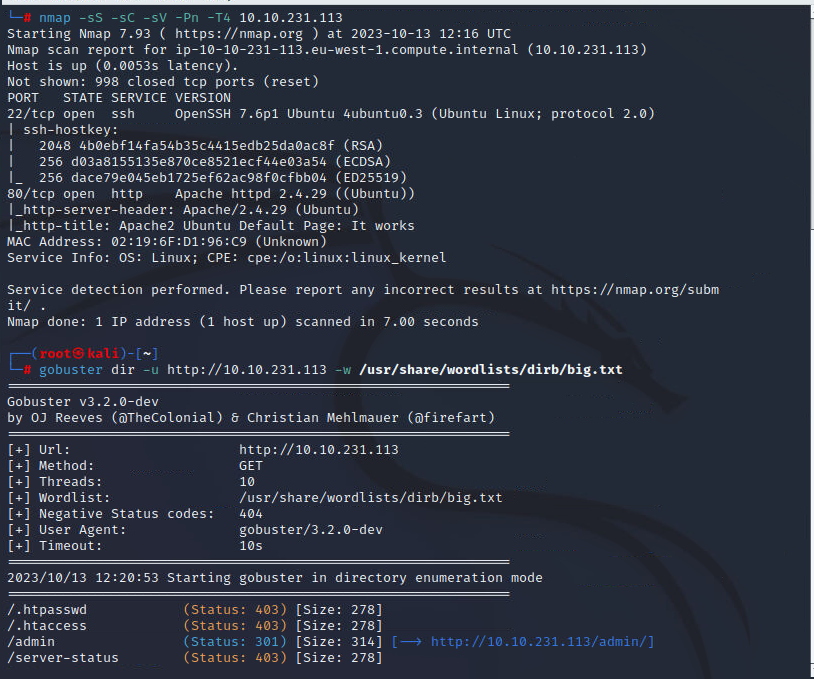 └─# nmap -sS -sC -sV -Pn -T4 10.10.231.113
Starting Nmap 7.93 ( https://nmap.org ) at 2023-10-13 12:16 UTC
Nmap scan report for ip-10-10-231-113.eu-west-1.compute.internal (10.10.231.113)
Host is up (0.0053s latency).
Not shown: 998 closed tcp ports (reset)
PORT   STATE SERVICE VERSION
22/tcp open  ssh     OpenSSH 7.6p1 Ubuntu 4ubuntu0.3 (Ubuntu Linux; protocol 2.0)
| ssh-hostkey:
|   2048 4b0ebf14fa54b35c4415edb25da0ac8f (RSA)
|   256 d03a8155135e870ce8521ecf44e03a54 (ECDSA)
|_  256 dace79e045eb1725ef62ac98f0cfbb04 (ED25519)
80/tcp open  http    Apache httpd 2.4.29 ((Ubuntu))
|_http-server-header: Apache/2.4.29 (Ubuntu)
|_http-title: Apache2 Ubuntu Default Page: It works
MAC Address: 02:19:6F:D1:96:C9 (Unknown)
Service Info: OS: Linux; CPE: cpe:/o:linux:linux_kernel

Service detection performed. Please report any incorrect results at https://nmap.org/subm
it/ .
Nmap done: 1 IP address (1 host up) scanned in 7.00 seconds

┌──(root㉿kali)-[~]
└─# gobuster dir -u http://10.10.231.113 -w /usr/share/wordlists/dirb/big.txt
===============================================================
Gobuster v3.2.0-dev
by OJ Reeves (@TheColonial) & Christian Mehlmauer (@firefart)
===============================================================
[+] Url:                     http://10.10.231.113
[+] Method:                  GET
[+] Threads:                 10
[+] Wordlist:                /usr/share/wordlists/dirb/big.txt
[+] Negative Status codes:   404
[+] User Agent:              gobuster/3.2.0-dev
[+] Timeout:                 10s
===============================================================
2023/10/13 12:20:53 Starting gobuster in directory enumeration mode
===============================================================
/.htpasswd            (Status: 403) [Size: 278]
/.htaccess            (Status: 403) [Size: 278]
/admin                (Status: 301) [Size: 314] [--> http://10.10.231.113/admin/]
/server-status        (Status: 403) [Size: 278]